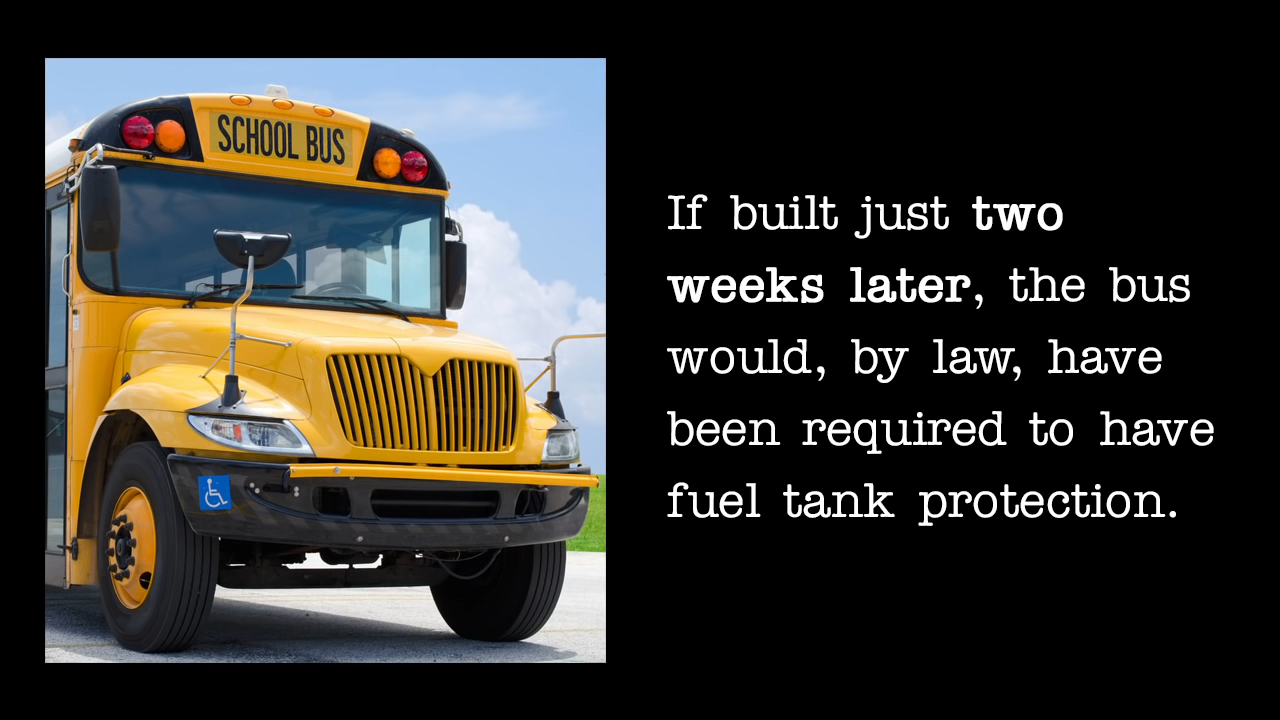 SCHOOL BUS
If built just two
weeks later, the bus
would, by law, have
been required to have
fuel tank protection.